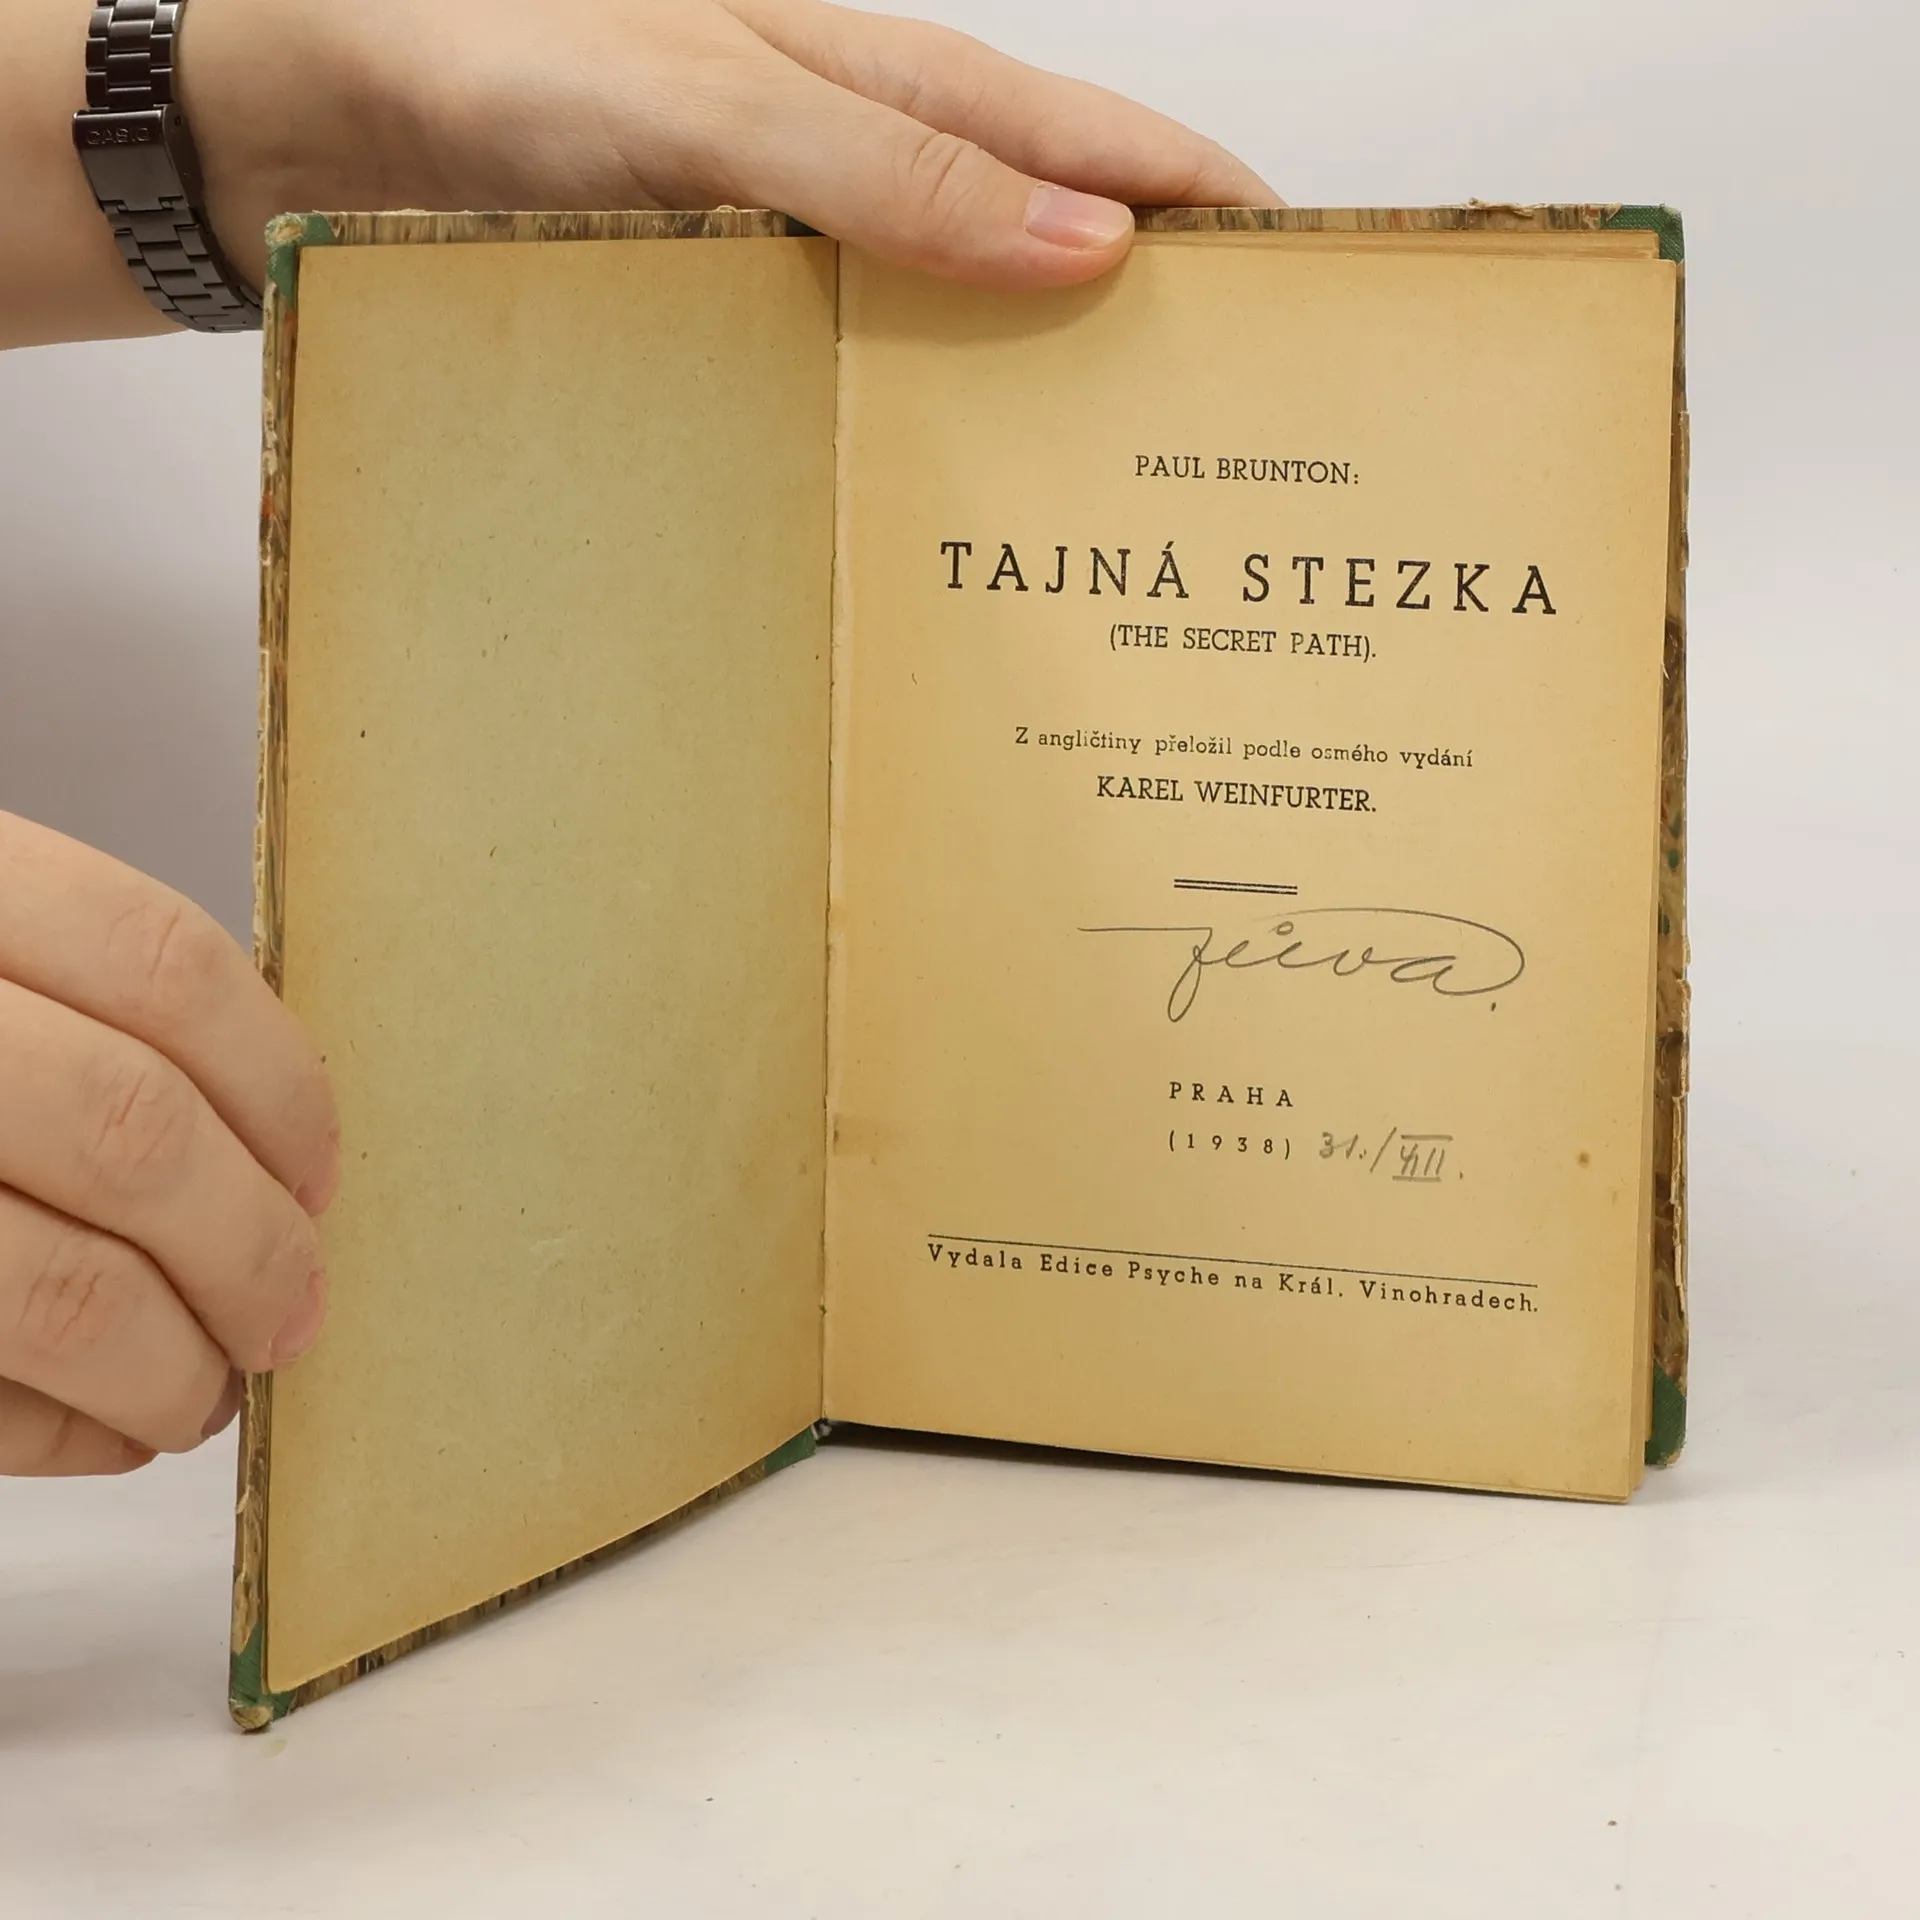 CASIO
PAUL BRUNTON:
TAJNÁ STEZKA
(THE SECRET PATH).
Z angličtiny přeložil podle osmého vydání
KAREL WEINFURTER.
PRAHA
(1938) 31./VIII.
Vydala Edice Psyche na Král. Vinohradech.